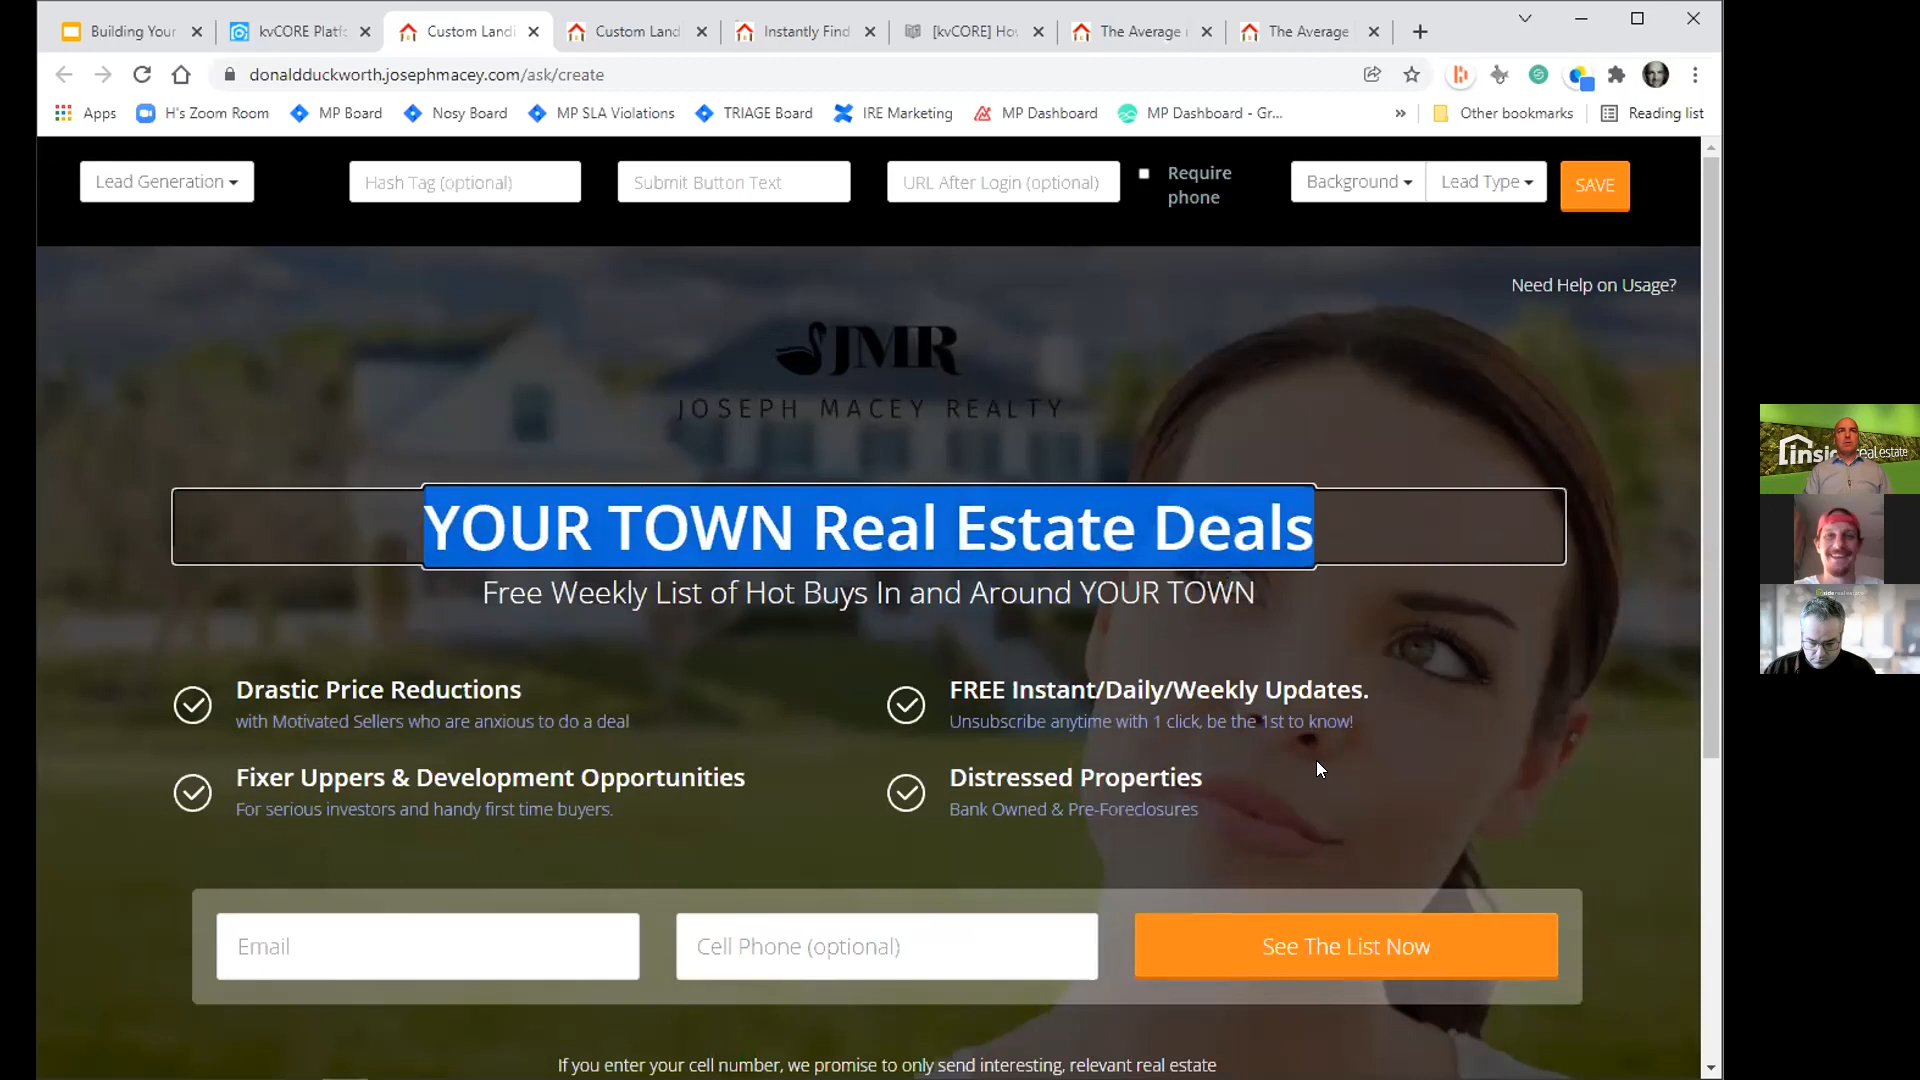 Building Your
kvCORE Platf
Custom Landi
Custom Land
Instantly Find
[kvCORE] Ho
The Average
The Average
donaldduckworth.josephmacey.com/ask/create
Apps
H's Zoom Room
MP Board
Nosy Board
MP SLA Violations
TRIAGE Board
IRE Marketing
MP Dashboard
MP Dashboard - Gr...
»
Other bookmarks
Reading list
Lead Generation
Hash Tag (optional)
Submit Button Text
URL After Login (optional)
Require
phone
Background
Lead Type
SAVE
Need Help on Usage?
JMR
JOSEPH MACEY REALTY
YOUR TOWN Real Estate Deals
Free Weekly List of Hot Buys In and Around YOUR TOWN
Drastic Price Reductions
with Motivated Sellers who are anxious to do a deal
FREE Instant/Daily/Weekly Updates.
Unsubscribe anytime with 1 click, be the 1st to know!
Fixer Uppers & Development Opportunities
For serious investors and handy first time buyers.
Distressed Properties
Bank Owned & Pre-Foreclosures
Email
Cell Phone (optional)
See The List Now
If you enter your cell number, we promise to only send interesting, relevant real estate